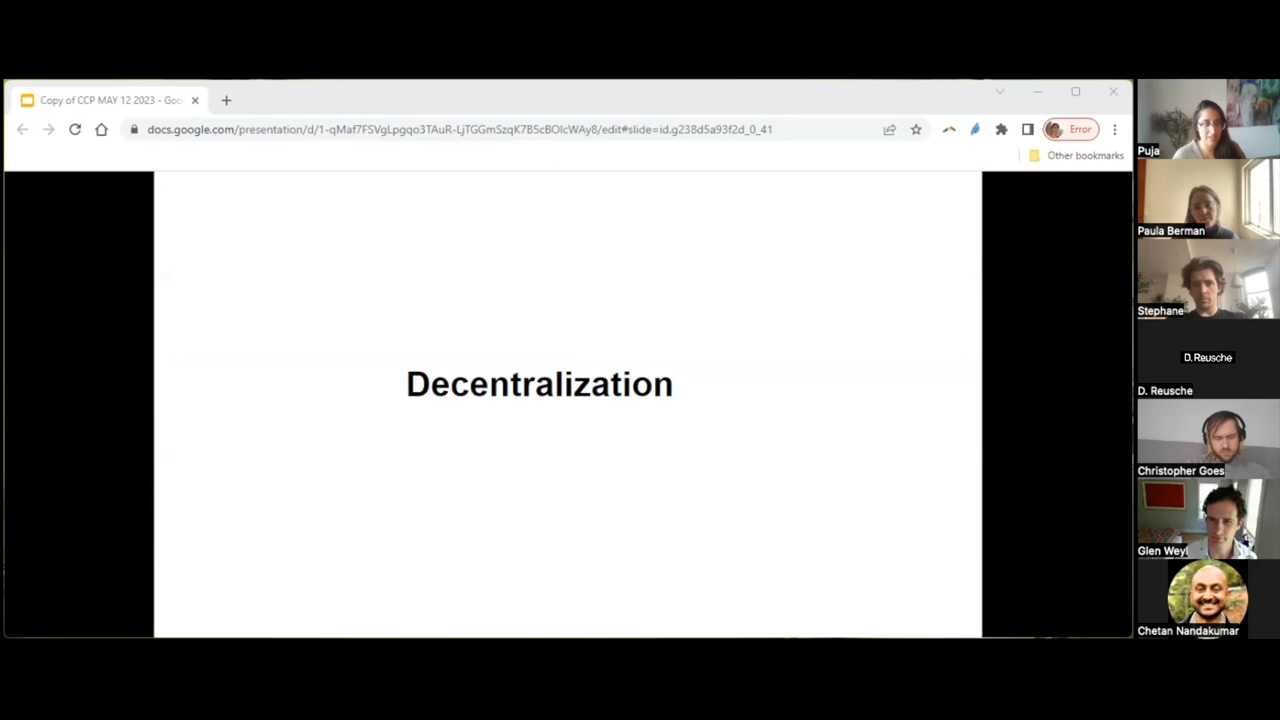 Copy of CCP MAY 12 2023 - Goo
docs.google.com/presentation/d/1-qMaf7FSVgLpgqo3TAuR-LjTGGmSzqK7B5cBOIcWAy8/edit#slide=id.g238d5a93f2d_0_41
Error
Other bookmarks
Decentralization
Puja
Paula Berman
Stephane
D. Reusche
D. Reusche
Christopher Goes
Glen Weyl
Chetan Nandakumar